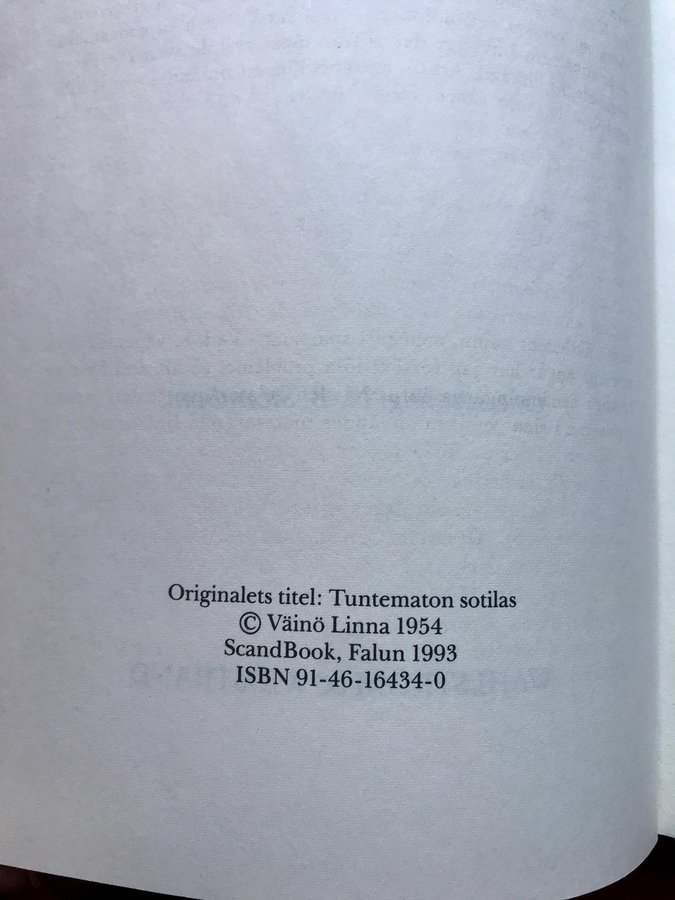 Originalets titel: Tuntematon sotilas
© Väinö Linna 1954
ScandBook, Falun 1993
ISBN 91-46-16434-0